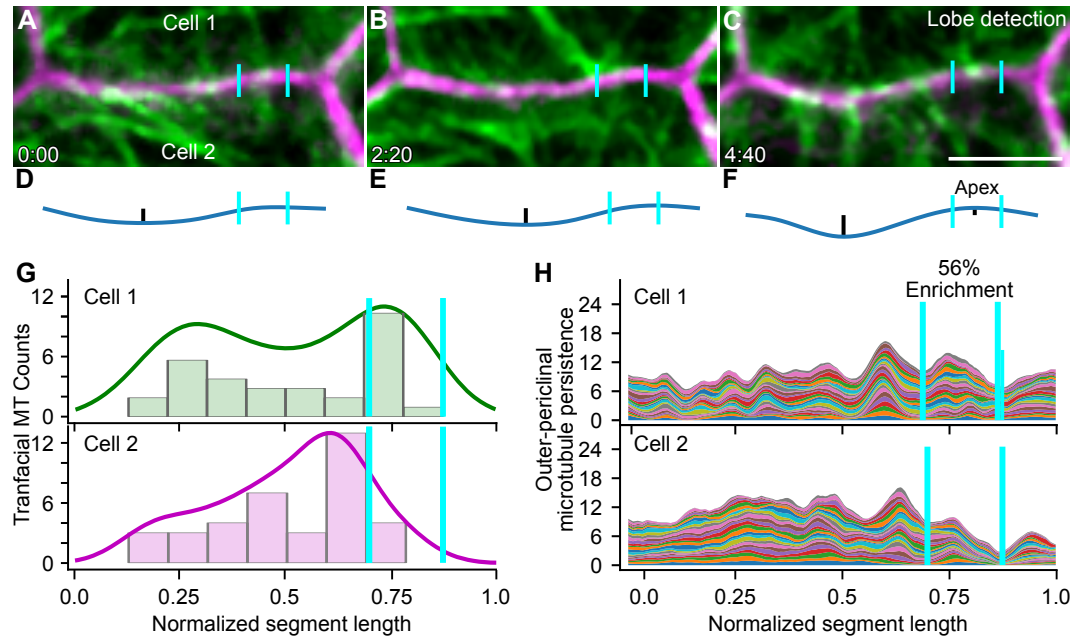 A
Cell 1
Cell 2
0:00
B
2:20
C
Lobe detection
4:40
D
E
F
Apex
G
Cell 1
12
6
0
Cell 2
12
6
0
Tranfacial MT Counts
0.0
0.25
0.5
0.75
1.0
Normalized segment length
H
56%
Enrichment
Cell 1
24
18
12
6
0
Cell 2
24
18
12
6
0
Outer-periclinal
microtubule persistence
0
0.25
0.50
0.75
1.0
Normalized segment length